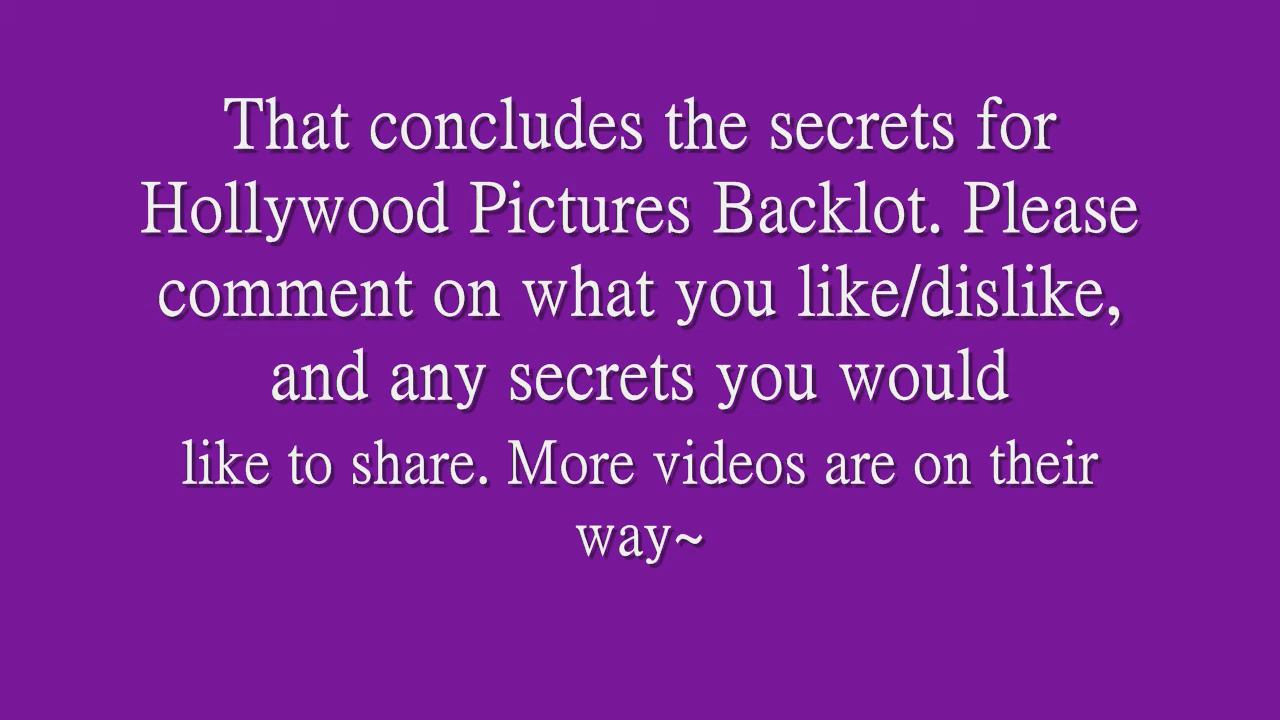 That concludes the secrets for
Hollywood Pictures Backlot. Please
comment on what you like/dislike,
and any secrets you would
like to share. More videos are on their
way~